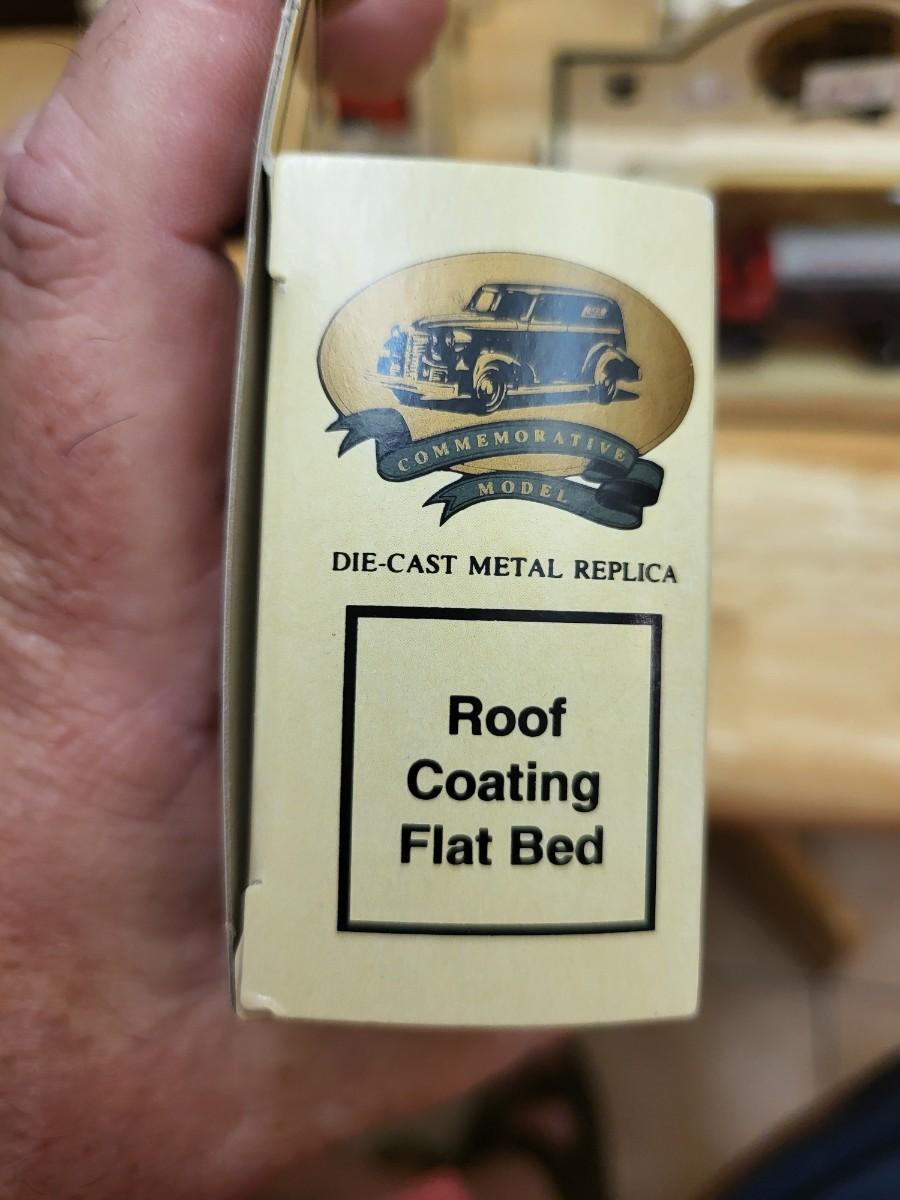 COMMEMORATIVE
MODEL
DIE-CAST METAL REPLICA
Roof
Coating
Flat Bed